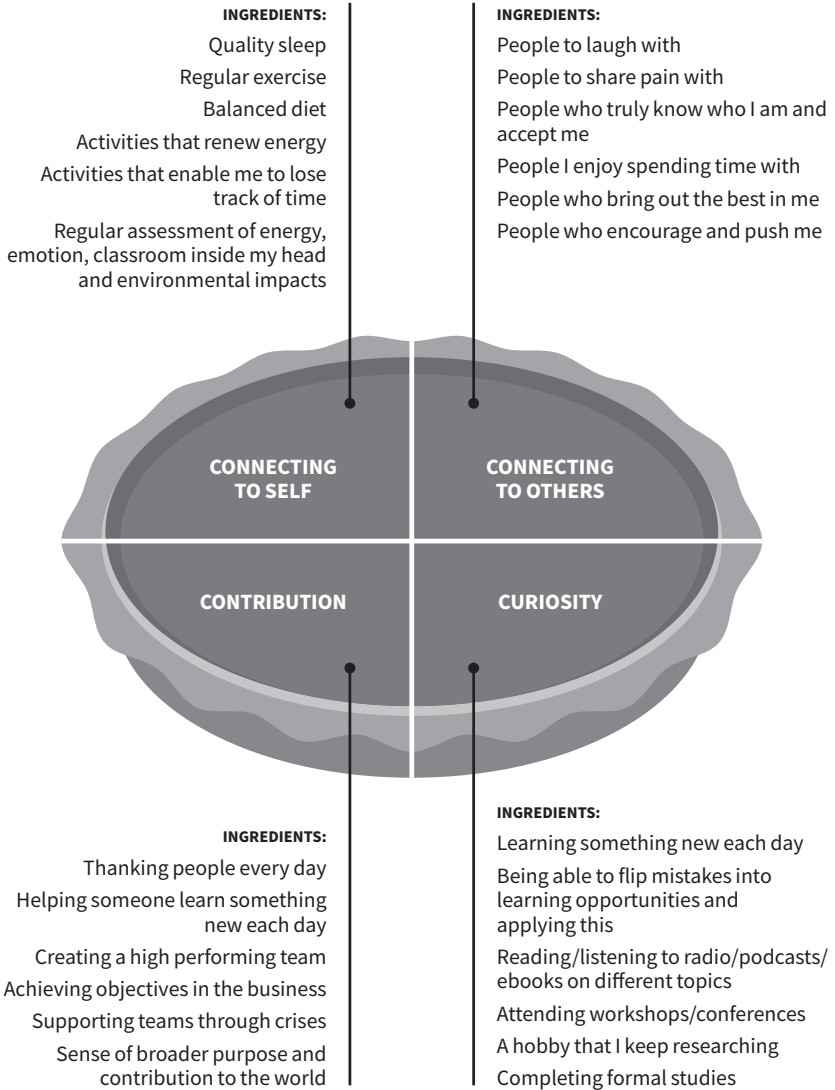 INGREDIENTS:
Quality sleep
Regular exercise
Balanced diet
Activities that renew energy
Activities that enable me to lose
track of time
Regular assessment of energy,
emotion, classroom inside my head
and environmental impacts
INGREDIENTS:
People to laugh with
People to share pain with
People who truly know who I am and
accept me
People I enjoy spending time with
People who bring out the best in me
People who encourage and push me
CONNECTING
TO SELF
CONNECTING
TO OTHERS
CONTRIBUTION
CURIOSITY
INGREDIENTS:
Thanking people every day
Helping someone learn something
new each day
Creating a high performing team
Achieving objectives in the business
Supporting teams through crises
Sense of broader purpose and
contribution to the world
INGREDIENTS:
Learning something new each day
Being able to flip mistakes into
learning opportunities and
applying this
Reading/listening to radio/podcasts/
ebooks on different topics
Attending workshops/conferences
A hobby that I keep researching
Completing formal studies